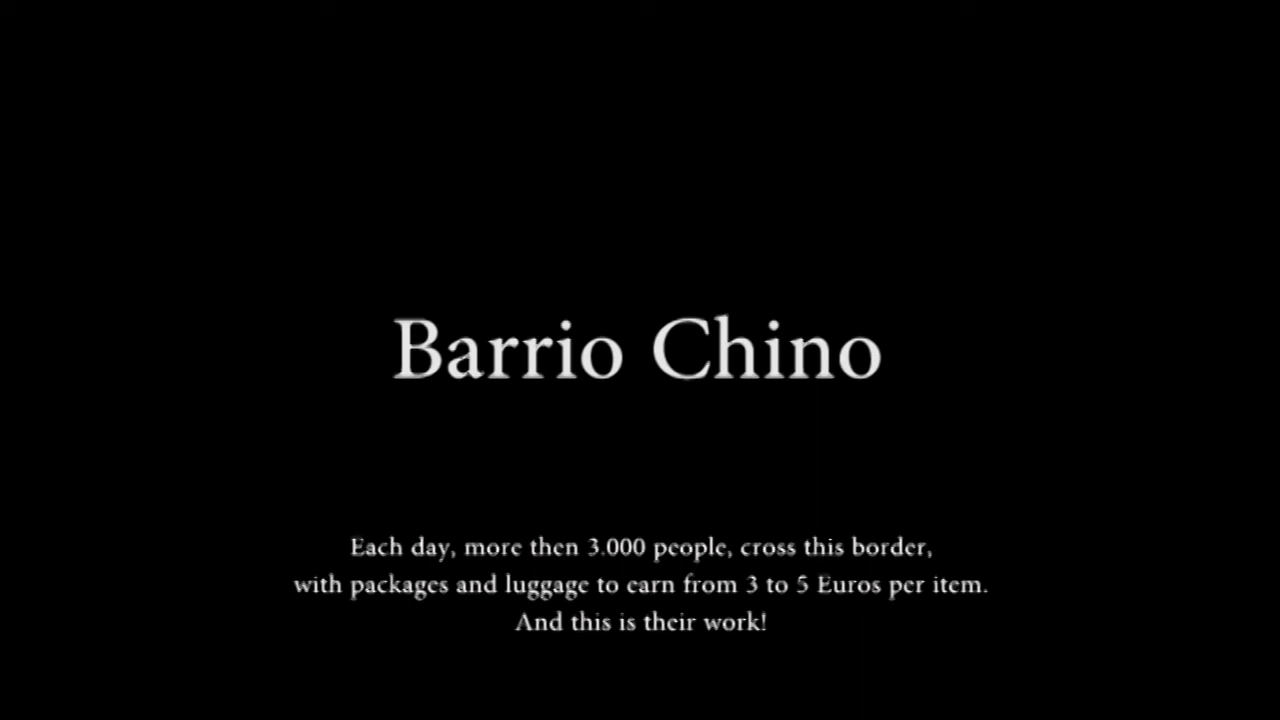 Barrio Chino
Each day, more then 3.000 people, cross this border,
with packages and luggage to earn from 3 to 5 Euros per item.
And this is their work!